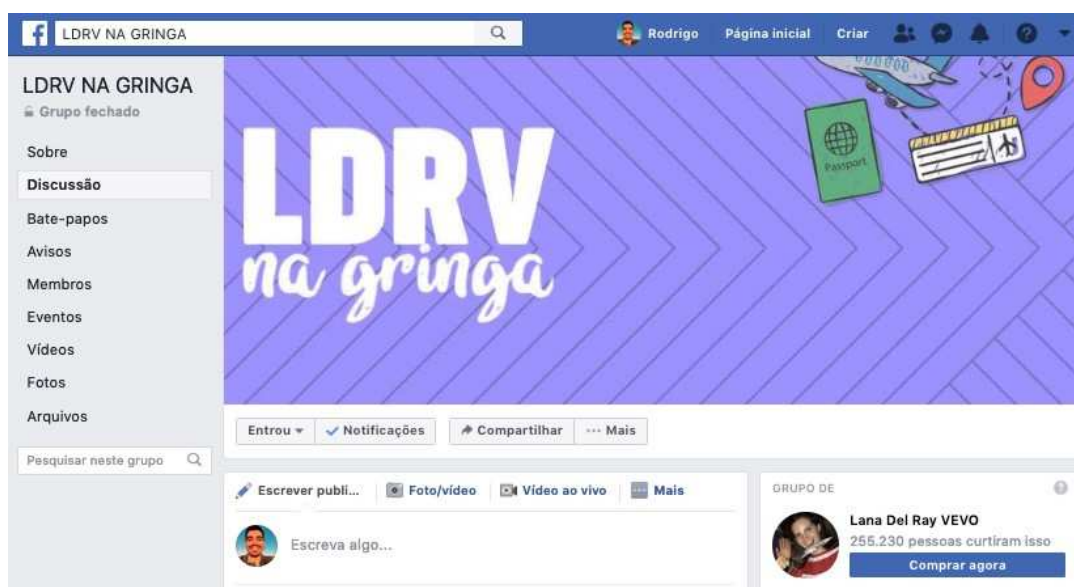 LDRV NA GRINGA
Rodrigo Página inicial Criar
LDRV NA GRINGA
Grupo fechado
Sobre
Discussão
Bate-papos
Avisos
Membros
Eventos
Vídeos
Fotos
Arquivos
Pesquisar neste grupo
LDRV
na gringa
Passport
Entrou Notificações Compartilhar Mais
Escrever publi... Foto/vídeo Vídeo ao vivo Mais
Escreva algo...
GRUPO DE
Lana Del Ray VEVO
255.230 pessoas curtiram isso
Comprar agora